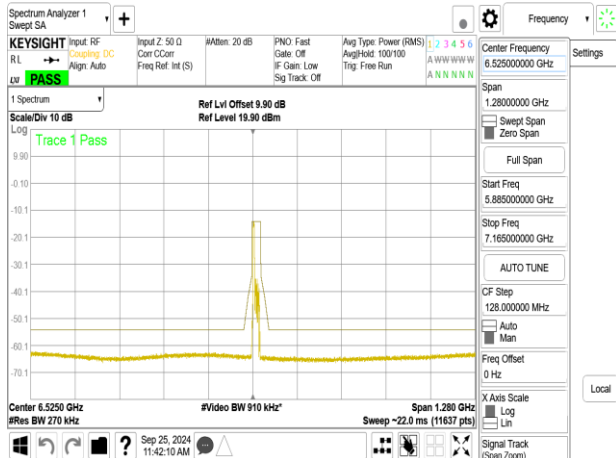 Spectrum Analyzer 1
Swept SA
+
Frequency
KEYSIGHT
RL
LXI
PASS
Input: RF
Coupling: DC
Align: Auto
Input Z: 50 Ω
Corr CCorr
Freq Ref: Int (S)
#Atten: 20 dB
PNO: Fast
Gate: Off
IF Gain: Low
Sig Track: Off
Avg Type: Power (RMS)
Avg|Hold: 100/100
Trig: Free Run
1 2 3 4 5 6
A W W W W W
A N N N N N
1 Spectrum
Scale/Div 10 dB
Log
Ref Lvl Offset 9.90 dB
Ref Level 19.90 dBm
Trace 1 Pass
9.90
-0.10
-10.1
-20.1
-30.1
-40.1
-50.1
-60.1
-70.1
Center 6.5250 GHz
#Res BW 270 kHz
#Video BW 910 kHz*
Span 1.280 GHz
Sweep ~22.0 ms (11637 pts)
Sep 25, 2024
11:42:10 AM
?
Center Frequency
6.525000000 GHz
Span
1.28000000 GHz
Swept Span
Zero Span
Full Span
Start Freq
5.885000000 GHz
Stop Freq
7.165000000 GHz
AUTO TUNE
CF Step
128.000000 MHz
Auto
Man
Freq Offset
0 Hz
X Axis Scale
Log
Lin
Signal Track
(Span Zoom)
Settings
Local